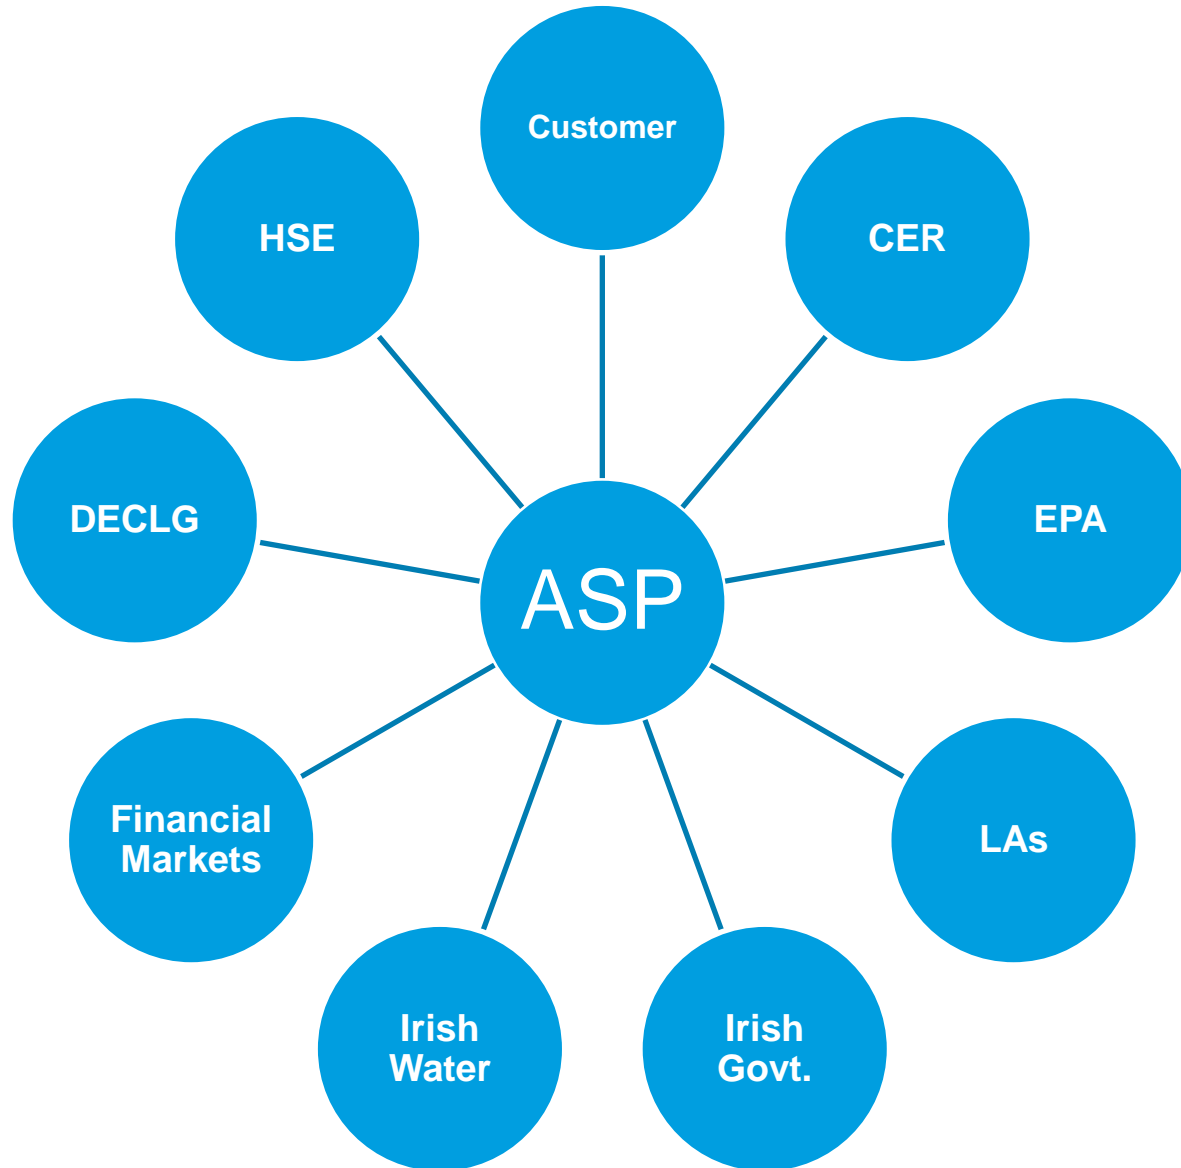 Customer
HSE
CER
DECLG
EPA
ASP
Financial
Markets
LAs
Irish
Water
Irish
Govt.